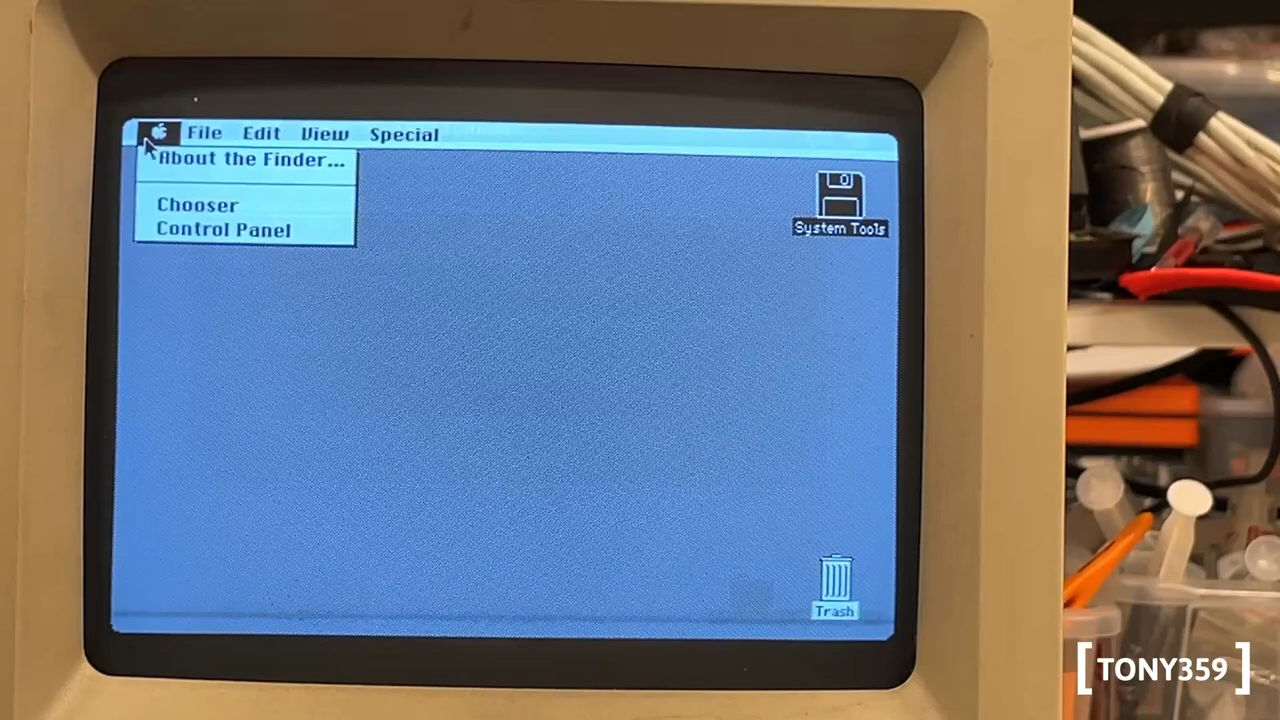 File Edit View Special
About the Finder...
Chooser
Control Panel
System Tools
Trash
[TONY359]